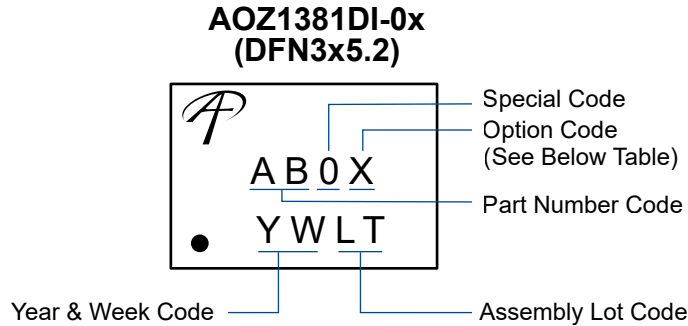 AOZ1381DI-0x
(DFN3x5.2)
Special Code
Option Code
(See Below Table)
AB0X
Part Number Code
YWLT
Year & Week Code
Assembly Lot Code